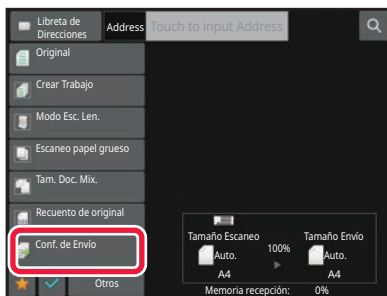 Libreta de
Direcciones
Address
Touch to input Address
Original
Crear Trabajo
Modo Esc. Len.
Escaneo papel grueso
Tam. Doc. Mix.
Recuento de original
Conf. de Envío
Otros
Tamaño Escaneo
100%
Tamaño Envío
Auto.
Auto.
A4
A4
Memoria recepción: 0%